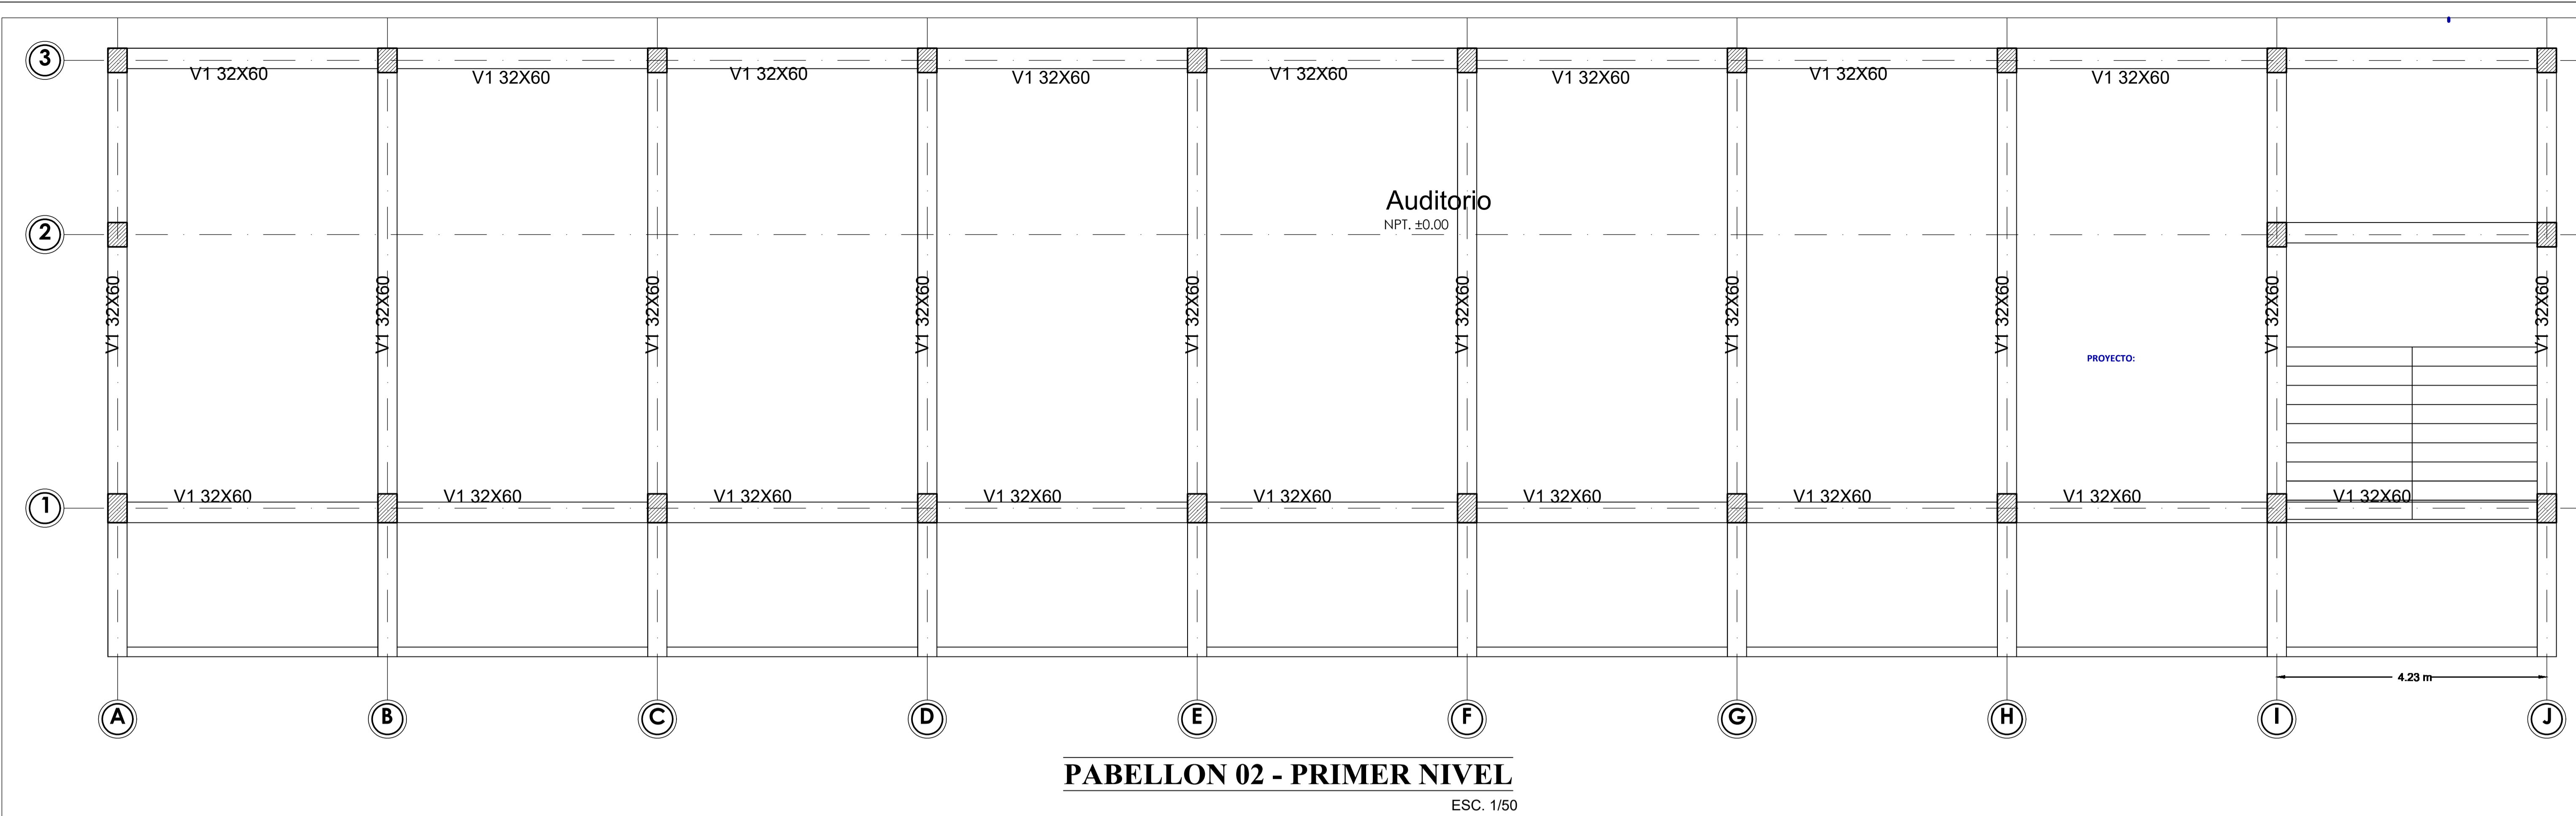 3
V1 32X60 V1 32X60 V1 32X60 V1 32X60 V1 32X60 V1 32X60 V1 32X60 V1 32X60
Auditorio
NPT. ±0.00
2
V1 32X60 V1 32X60 V1 32X60 V1 32X60 V1 32X60 V1 32X60 V1 32X60 V1 32X60 V1 32X60 V1 32X60
PROYECTO:
V1 32X60 V1 32X60 V1 32X60 V1 32X60 V1 32X60 V1 32X60 V1 32X60 V1 32X60 V1 32X60
1
4.23 m
A B C D E F G H I J
PABELLON 02 - PRIMER NIVEL
ESC. 1/50